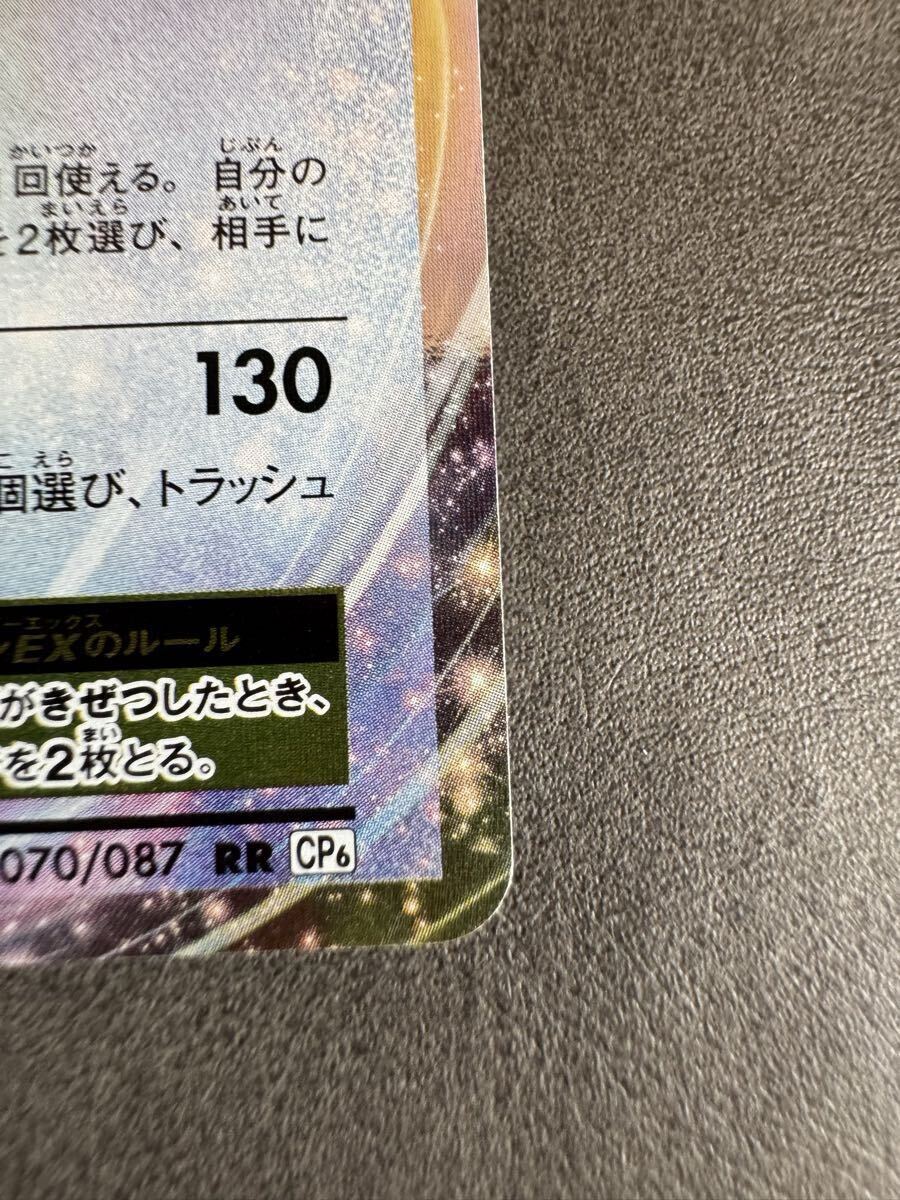 かいつか じぶん
回使える。自分の
まいえら あいて
を2枚選び、相手に
130
こ えら
個選び、トラッシュ
ーエックス
ンEXのルール
がきぜつしたとき、
まい
を2枚とる。
070/087 RR CP6